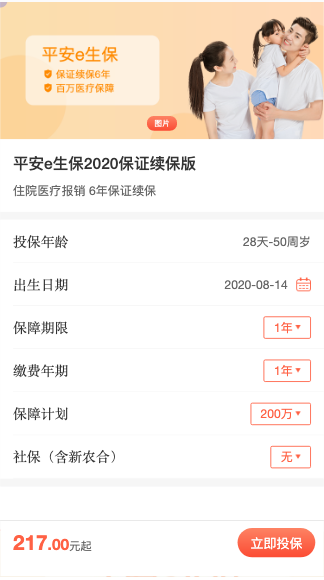 平安e生保
保证续保6年
百万医疗保障
图片
平安e生保2020保证续保版
住院医疗报销 6年保证续保
投保年龄 28天-50周岁
出生日期 2020-08-14
保障期限 1年
缴费年期 1年
保障计划 200万
社保（含新农合） 无
217.00元起 立即投保